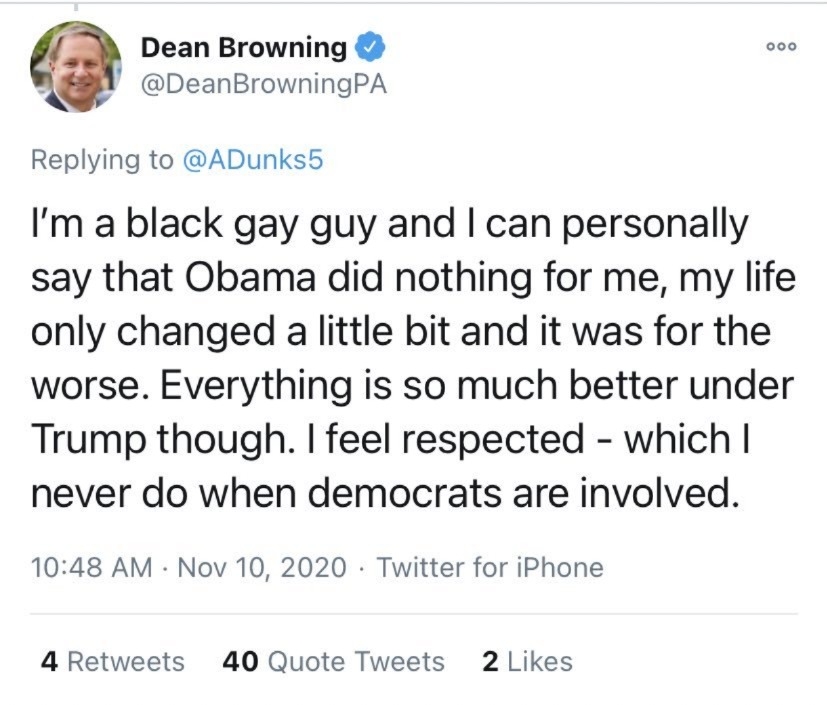 Dean Browning
@DeanBrowningPA
Replying to @ADunks5
I'm a black gay guy and I can personally
say that Obama did nothing for me, my life
only changed a little bit and it was for the
worse. Everything is so much better under
Trump though. I feel respected - which I
never do when democrats are involved.
10:48 AM · Nov 10, 2020 · Twitter for iPhone
4 Retweets 40 Quote Tweets 2 Likes